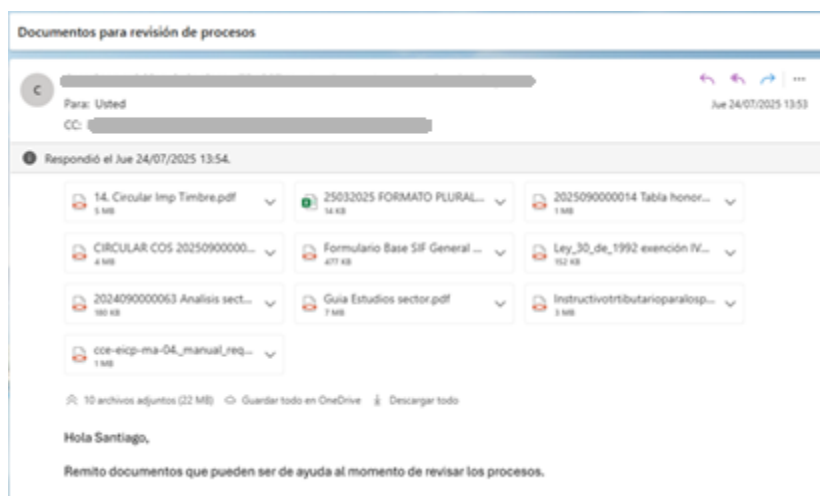 Documentos para revisión de procesos
C
Para: Usted
CC:
Jue 24/07/2025 13:53
Respondió el Jue 24/07/2025 13:54.
14. Circular Imp Timbre.pdf
5 MB
25032025 FORMATO PLURAL...
14 KB
2025090000014 Tabla honor...
1 MB
CIRCULAR COS 20250900000...
4 MB
Formulario Base SIF General ...
477 KB
Ley_30_de_1992 exención IV...
152 KB
2024090000063 Analisis sect...
180 KB
Guia Estudios sector.pdf
7 MB
Instructivotrtibutarioparalosp...
3 MB
cce-eicp-ma-04._manual_req...
1 MB
10 archivos adjuntos (22 MB) Guardar todo en OneDrive Descargar todo
Hola Santiago,
Remito documentos que pueden ser de ayuda al momento de revisar los procesos.